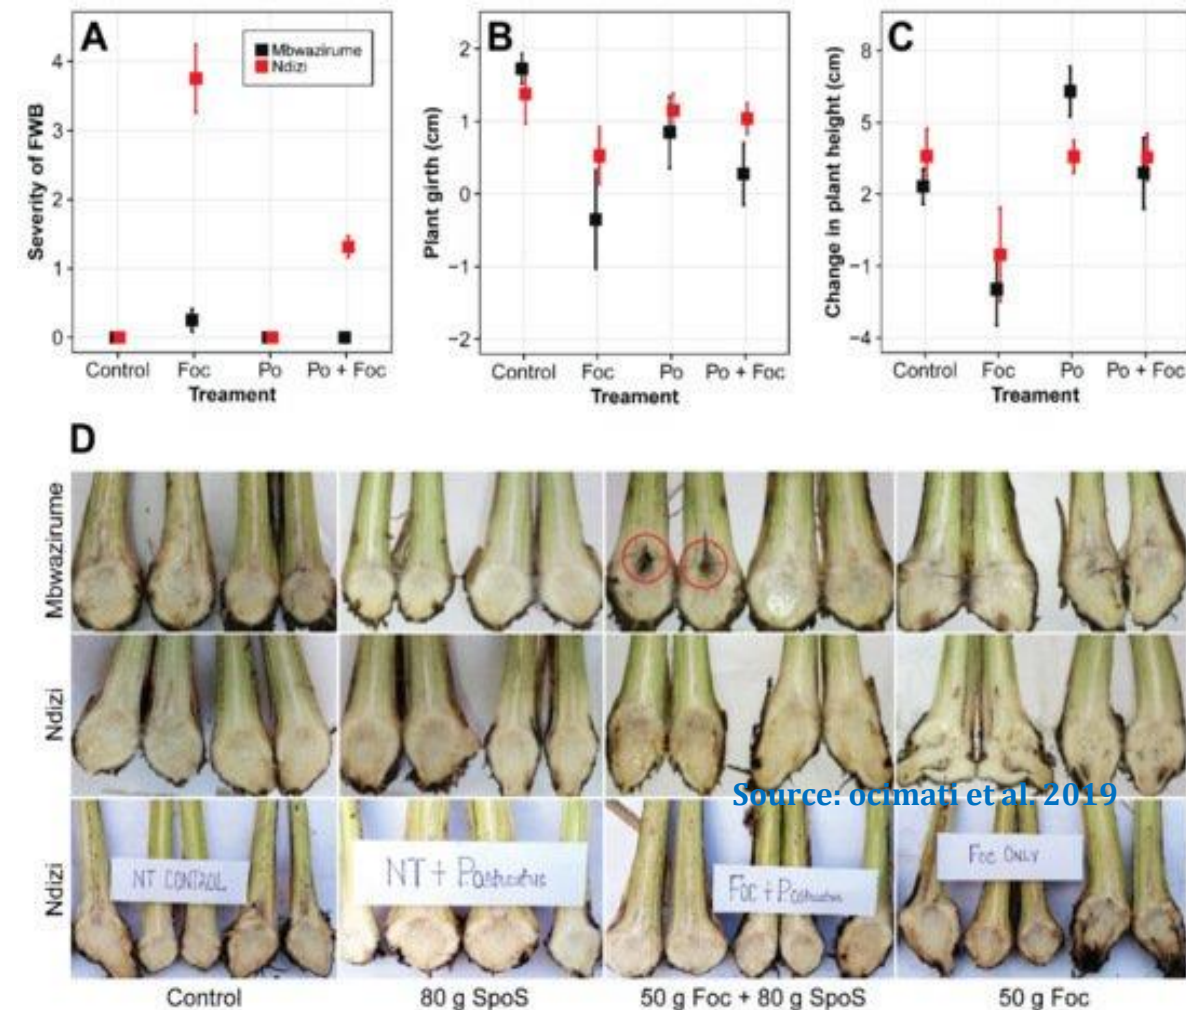 A
Severity of FWB
4
3
2
1
0
Mbwazirume
Ndizi
Control
Foc
Po
Po + Foc
Treament
B
Plant girth (cm)
2
1
0
−1
−2
Control
Foc
Po
Po + Foc
Treament
C
Change in plant height (cm)
8
5
2
−1
−4
Control
Foc
Po
Po + Foc
Treament
D
Mbwazirume
Ndizi
Source: ocimati et al. 2019
Ndizi
NT CONTROL
NT + P.ostreatus
Foc + P.ostreatus
Foc ONLY
Control
80 g SpoS
50 g Foc + 80 g SpoS
50 g Foc